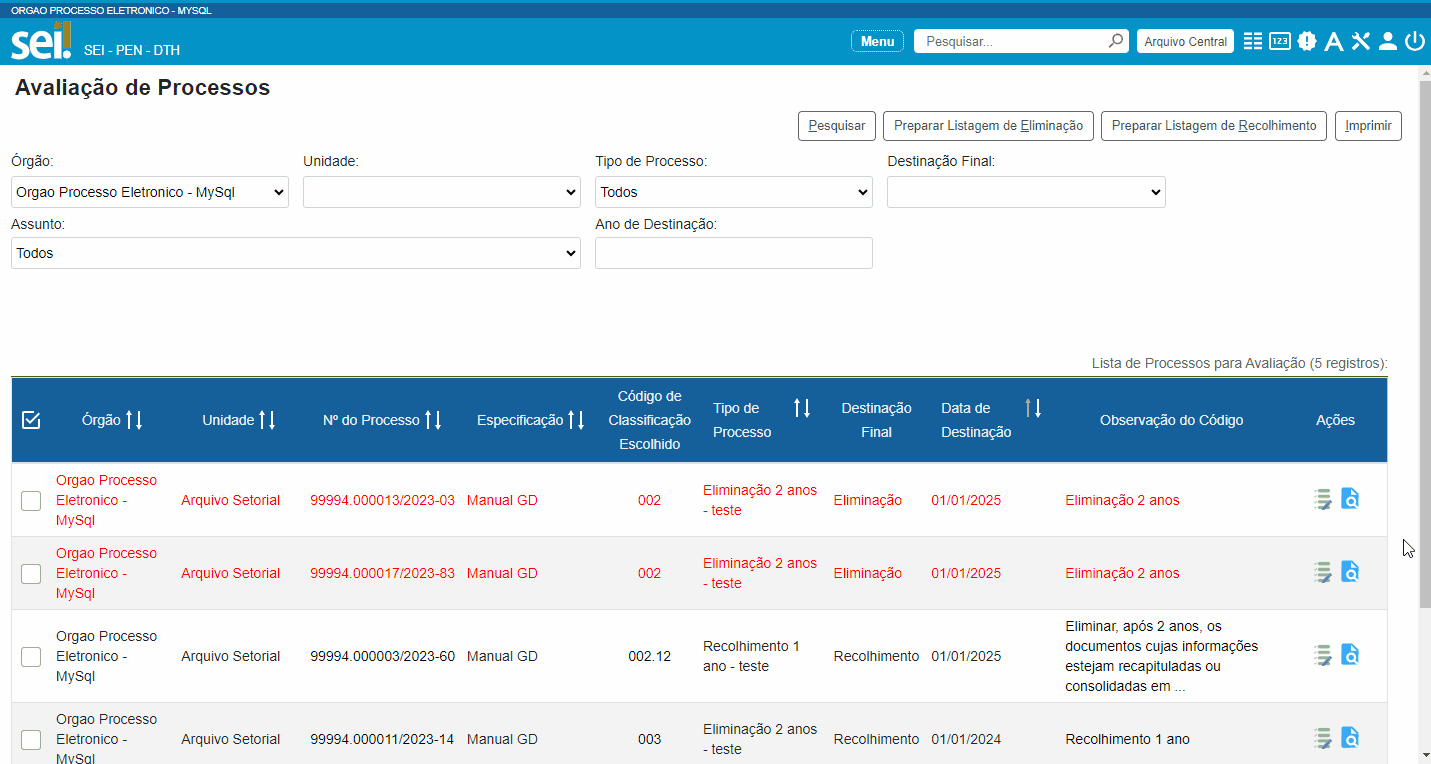 ORGAO PROCESSO ELETRONICO - MYSQL
sei!
SEI - PEN - DTH
Menu
Pesquisar...
Arquivo Central
123
Avaliação de Processos
Pesquisar
Preparar Listagem de Eliminação
Preparar Listagem de Recolhimento
Imprimir
Órgão:
Unidade:
Tipo de Processo:
Destinação Final:
Orgao Processo Eletronico - MySql
Todos
Assunto:
Ano de Destinação:
Todos
Lista de Processos para Avaliação (5 registros):
Órgão
Unidade
Nº do Processo
Especificação
Código de
Classificação
Escolhido
Tipo de
Processo
Destinação
Final
Data de
Destinação
Observação do Código
Ações
Orgao Processo
Eletronico -
MySql
Arquivo Setorial
99994.000013/2023-03
Manual GD
002
Eliminação 2 anos
- teste
Eliminação
01/01/2025
Eliminação 2 anos
Orgao Processo
Eletronico -
MySql
Arquivo Setorial
99994.000017/2023-83
Manual GD
002
Eliminação 2 anos
- teste
Eliminação
01/01/2025
Eliminação 2 anos
Orgao Processo
Eletronico -
MySql
Arquivo Setorial
99994.000003/2023-60
Manual GD
002.12
Recolhimento 1
ano - teste
Recolhimento
01/01/2025
Eliminar, após 2 anos, os
documentos cujas informações
estejam recapituladas ou
consolidadas em ...
Orgao Processo
Eletronico -
MySql
Arquivo Setorial
99994.000011/2023-14
Manual GD
003
Eliminação 2 anos
- teste
Recolhimento
01/01/2024
Recolhimento 1 ano